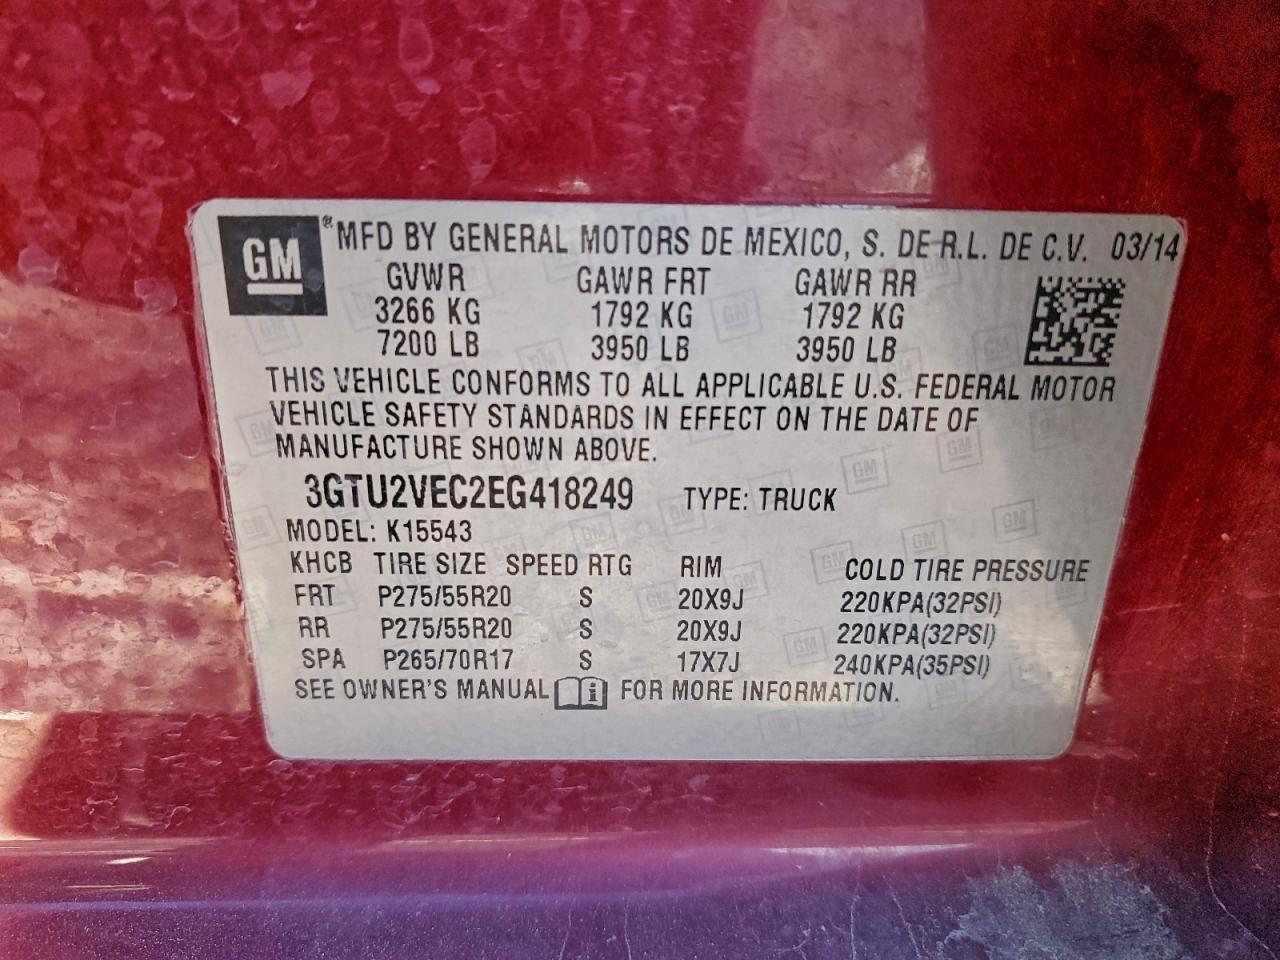 GM ® MFD BY GENERAL MOTORS DE MEXICO, S. DE R.L. DE C.V. 03/14
GVWR GAWR FRT GAWR RR
3266 KG 1792 KG 1792 KG
7200 LB 3950 LB 3950 LB
THIS VEHICLE CONFORMS TO ALL APPLICABLE U.S. FEDERAL MOTOR
VEHICLE SAFETY STANDARDS IN EFFECT ON THE DATE OF
MANUFACTURE SHOWN ABOVE.
3GTU2VEC2EG418249 TYPE: TRUCK
MODEL: K15543
KHCB TIRE SIZE SPEED RTG RIM COLD TIRE PRESSURE
FRT P275/55R20 S 20X9J 220KPA(32PSI)
RR P275/55R20 S 20X9J 220KPA(32PSI)
SPA P265/70R17 S 17X7J 240KPA(35PSI)
SEE OWNER'S MANUAL i FOR MORE INFORMATION.